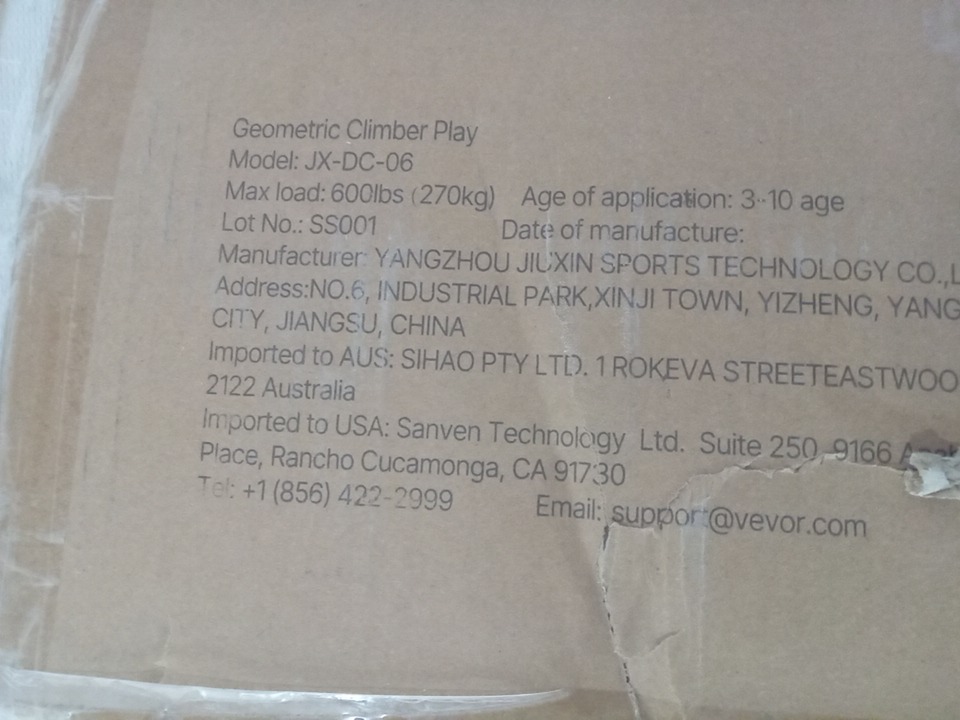 Geometric Climber Play
Model: JX-DC-06
Max load: 600lbs (270kg) Age of application: 3--10 age
Lot No.: SS001 Date of manufacture:
Manufacturer: YANGZHOU JIUXIN SPORTS TECHNOLOGY CO.,L
Address:NO.6, INDUSTRIAL PARK,XINJI TOWN, YIZHENG, YANG
CITY, JIANGSU, CHINA
Imported to AUS: SIHAO PTY LTD. 1 ROKEVA STREETEASTWOO
2122 Australia
Imported to USA: Sanven Technology Ltd. Suite 250, 9166
Place, Rancho Cucamonga, CA 91730
Tel: +1 (856) 422-2999 Email: support@vevor.com